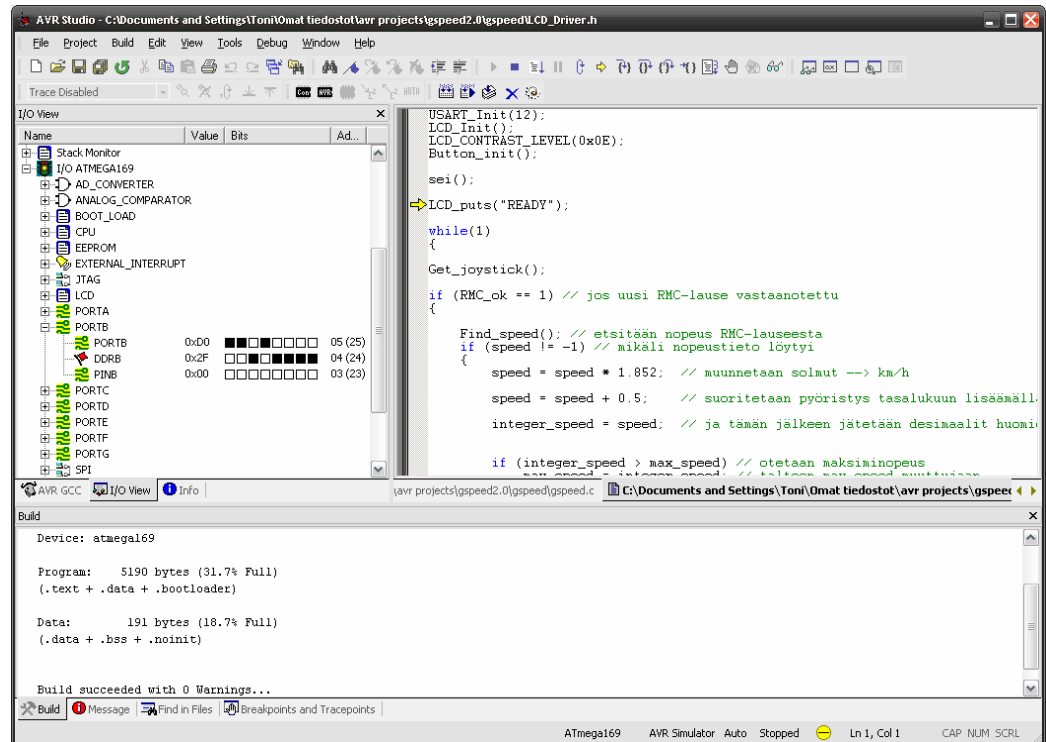 AVR Studio - C:\Documents and Settings\Toni\Omat tiedostot\avr projects\gspeed2.0\gspeed\LCD_Driver.h
File Project Build Edit View Tools Debug Window Help
Trace Disabled
Con AVR AUTO
I/O View
Name Value Bits Ad...
Stack Monitor
I/O ATMEGA169
AD_CONVERTER
ANALOG_COMPARATOR
BOOT_LOAD
CPU
EEPROM
EXTERNAL_INTERRUPT
JTAG
LCD
PORTA
PORTB
PORTB 0xD0 05 (25)
DDRB 0x2F 04 (24)
PINB 0x00 03 (23)
PORTC
PORTD
PORTE
PORTF
PORTG
SPI
AVR GCC I/O View Info
USART_Init(12);
LCD_Init();
LCD_CONTRAST_LEVEL(0x0E);
Button_init();
sei();
LCD_puts("READY");
while(1)
{
Get_joystick();
if (RMC_ok == 1) // jos uusi RMC-lause vastaanotettu
{
Find_speed(); // etsitään nopeus RMC-lauseesta
if (speed != -1) // mikäli nopeustieto löytyi
{
speed = speed * 1.852; // muunnetaan solmut --> km/h
speed = speed + 0.5; // suoritetaan pyöristys tasalukuun lisäämäll
integer_speed = speed; // ja tämän jälkeen jätetään desimaalit huomi
if (integer_speed > max_speed) // otetaan maksiminopeus
max_speed = integer_speed; // talteen max_speed muuttujaan
\avr projects\gspeed2.0\gspeed\gspeed.c C:\Documents and Settings\Toni\Omat tiedostot\avr projects\gspee
Build
Device: atmega169
Program: 5190 bytes (31.7% Full)
(.text + .data + .bootloader)
Data: 191 bytes (18.7% Full)
(.data + .bss + .noinit)
Build succeeded with 0 Warnings...
Build Message Find in Files Breakpoints and Tracepoints
ATmega169 AVR Simulator Auto Stopped Ln 1, Col 1 CAP NUM SCRL